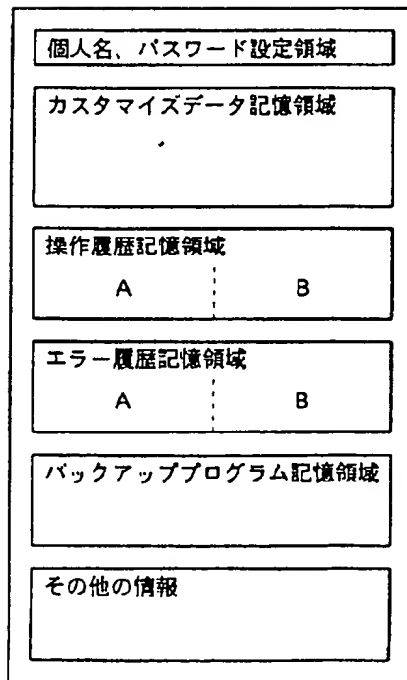 個人名、パスワード設定領域
カスタマイズデータ記憶領域
操作履歴記憶領域
A B
エラー履歴記憶領域
A B
バックアッププログラム記憶領域
その他の情報